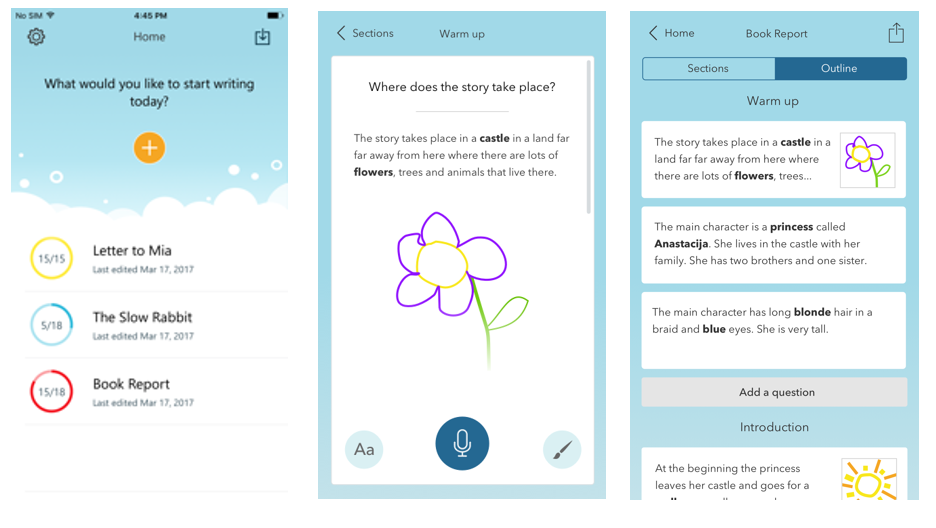 No SIM 4:45 PM
Home
What would you like to start writing
today?
15/15
Letter to Mia
Last edited Mar 17, 2017
5/18
The Slow Rabbit
Last edited Mar 17, 2017
15/18
Book Report
Last edited Mar 17, 2017
Sections Warm up
Where does the story take place?
The story takes place in a castle in a land far
far away from here where there are lots of
flowers, trees and animals that live there.
Aa
Home Book Report
Sections Outline
Warm up
The story takes place in a castle in a
land far far away from here where
there are lots of flowers, trees...
The main character is a princess called
Anastacija. She lives in the castle with her
family. She has two brothers and one sister.
The main character has long blonde hair in a
braid and blue eyes. She is very tall.
Add a question
Introduction
At the beginning the princess
leaves her castle and goes for a